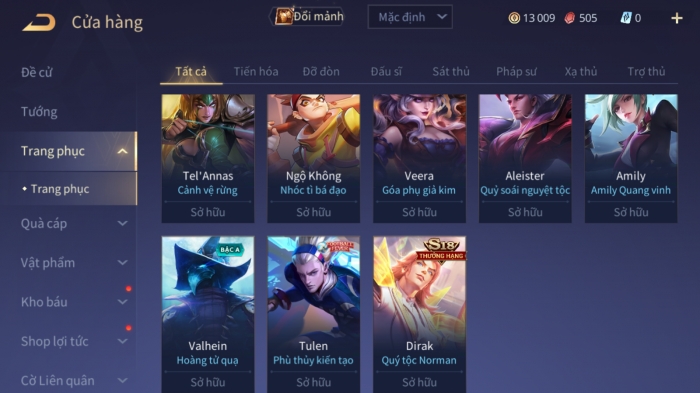 Cửa hàng
Đổi mảnh
Mặc định
13 009
505
0
Đề cử
Tướng
Trang phục
Trang phục
Quà cáp
Vật phẩm
Kho báu
Shop lợi tức
Cờ Liên quân
Tất cả Tiến hóa Đỡ đòn Đấu sĩ Sát thủ Pháp sư Xạ thủ Trợ thủ
Tel'Annas
Cảnh vệ rừng
Sở hữu
Ngộ Không
Nhóc tì bá đạo
Sở hữu
Veera
Góa phụ giả kim
Sở hữu
Aleister
Quỷ soái nguyệt tộc
Sở hữu
Amily
Amily Quang vinh
Sở hữu
BẬC A
Valhein
Hoàng tử quạ
Sở hữu
FOOTBALL
FEVER
Tulen
Phù thủy kiến tạo
Sở hữu
S18
THƯỞNG HẠNG
Dirak
Quý tộc Norman
Sở hữu